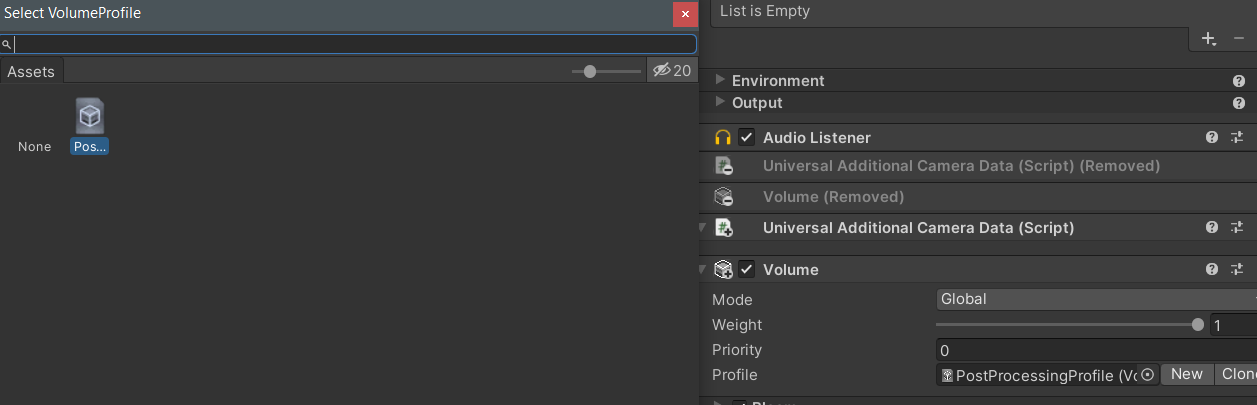 Select VolumeProfile
Assets
20
None
Pos...
List is Empty
Environment
Output
Audio Listener
Universal Additional Camera Data (Script) (Removed)
Volume (Removed)
Universal Additional Camera Data (Script)
Volume
Mode
Global
Weight
1
Priority
0
Profile
PostProcessingProfile (Vo
New
Clone
Bloom